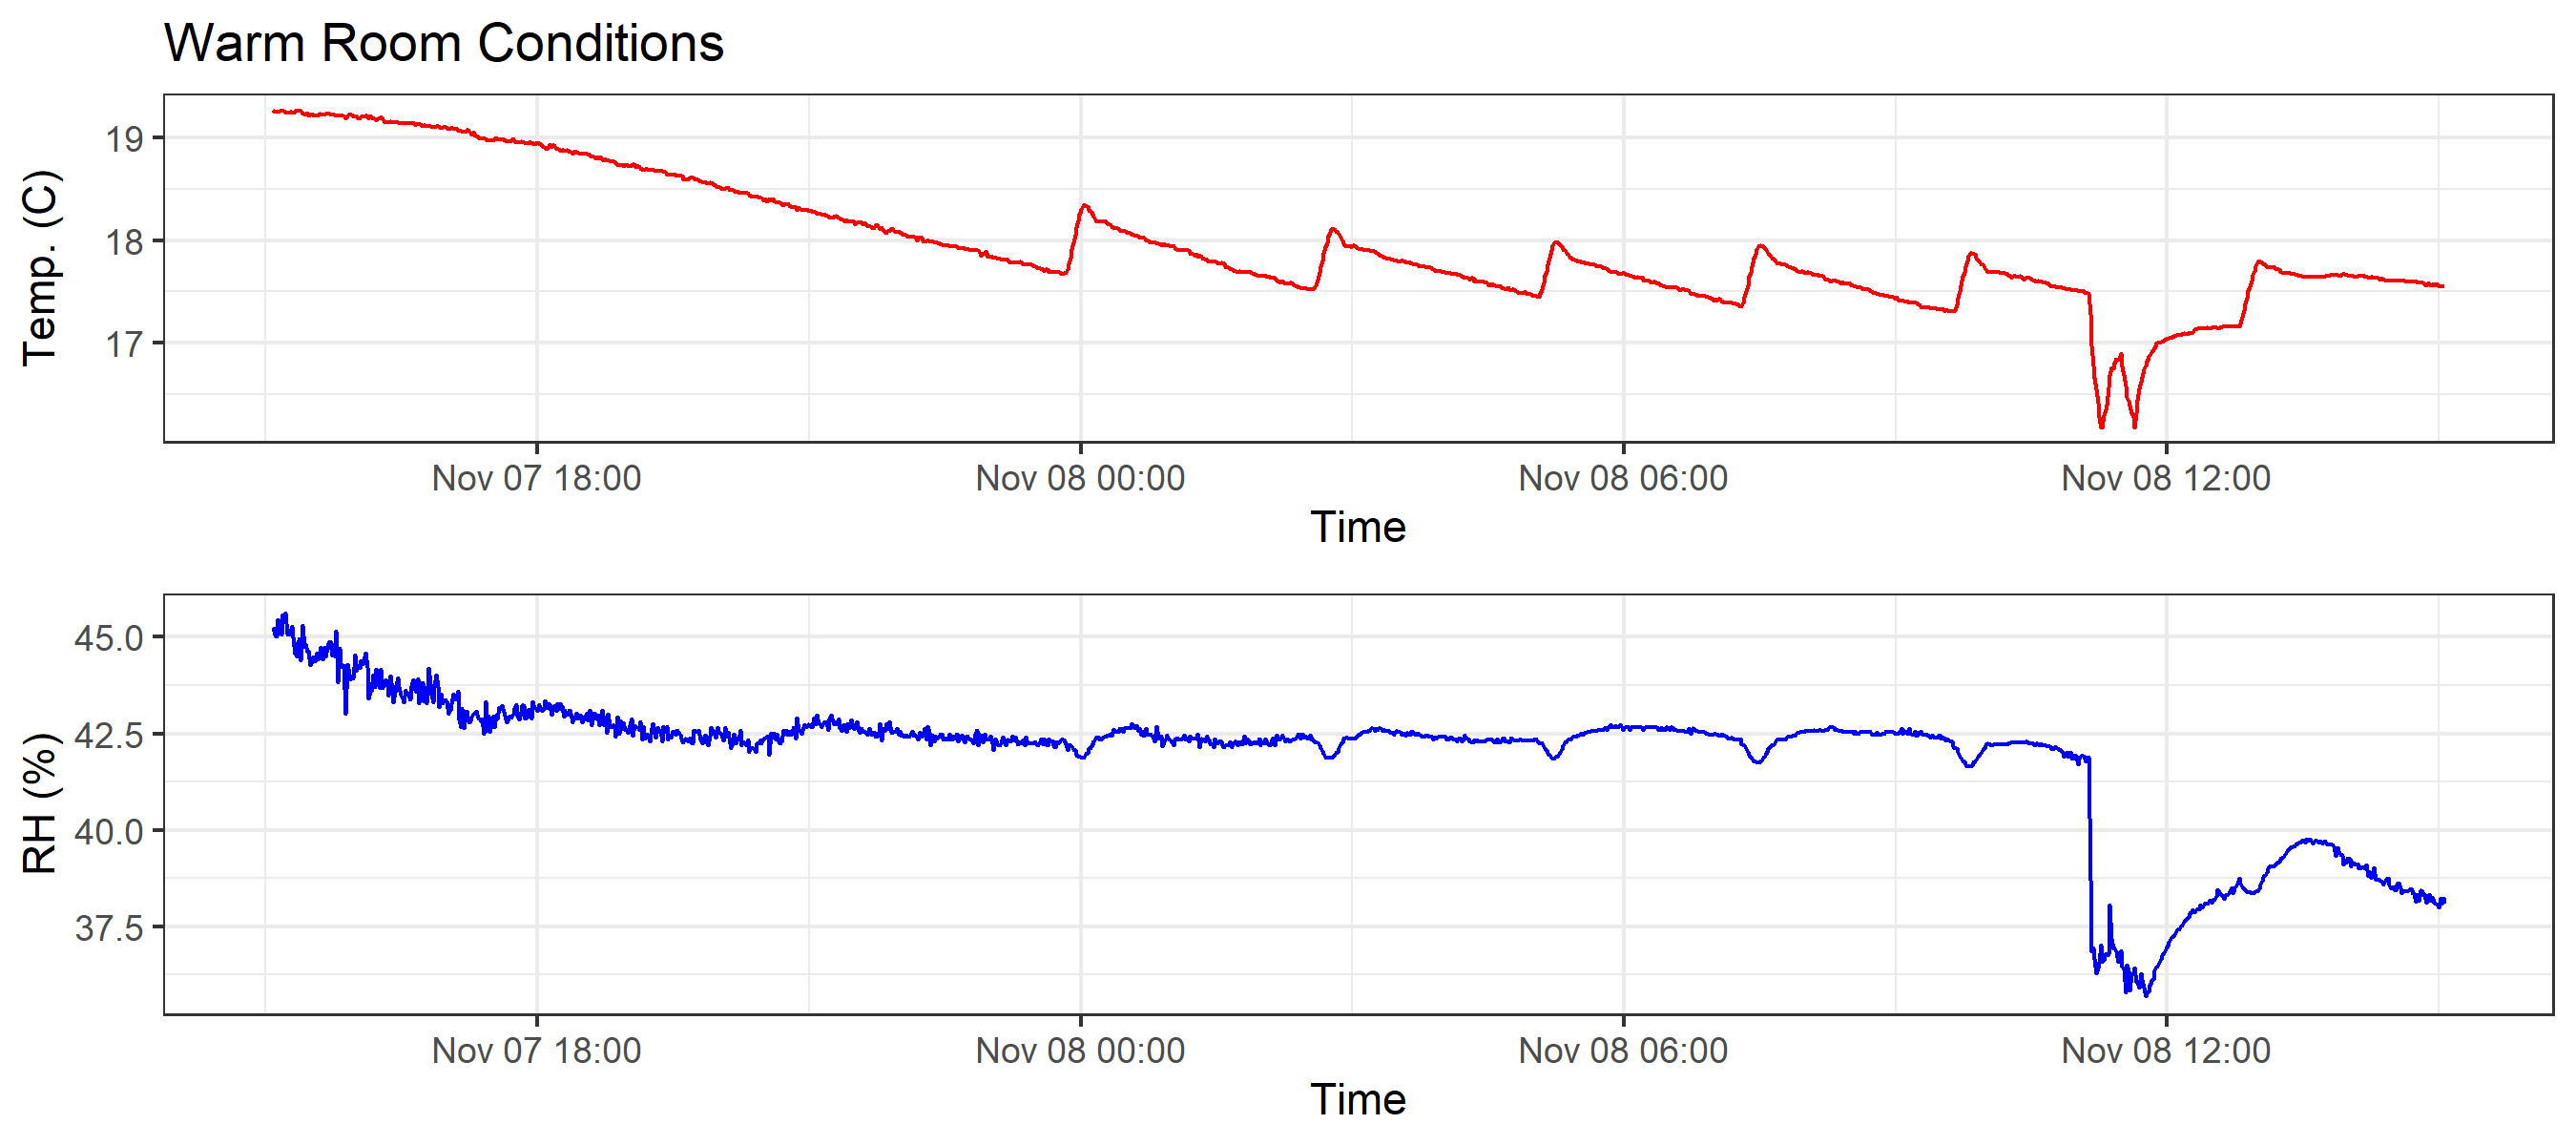 Warm Room Conditions
Temp. (C)
19
18
17
Nov 07 18:00 Nov 08 00:00 Nov 08 06:00 Nov 08 12:00
Time
RH (%)
45.0
42.5
40.0
37.5
Nov 07 18:00 Nov 08 00:00 Nov 08 06:00 Nov 08 12:00
Time